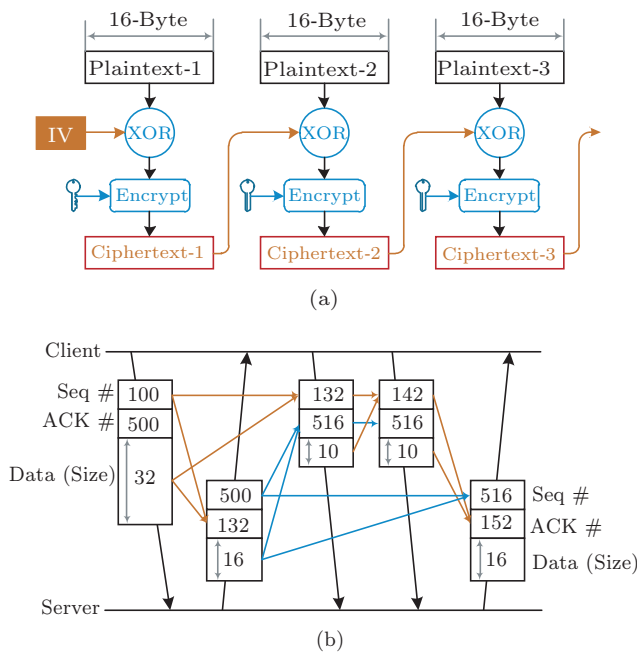 16-Byte 16-Byte 16-Byte
Plaintext-1 Plaintext-2 Plaintext-3
IV XOR XOR XOR
Encrypt Encrypt Encrypt
Ciphertext-1 Ciphertext-2 Ciphertext-3
(a)
Client
Seq # 100 132 142
ACK # 500 516 516
Data (Size) 32 10 10
500 516 Seq #
132 152 ACK #
16 16 Data (Size)
Server
(b)